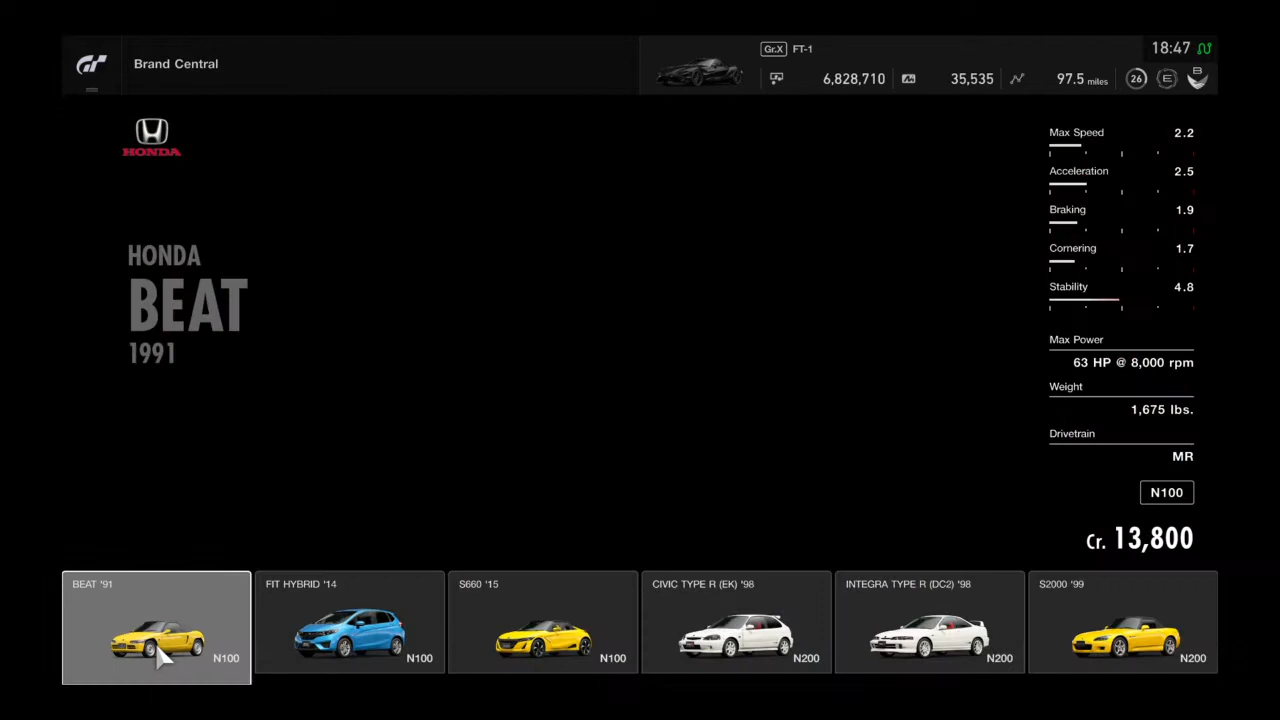 Gr.X FT-1
18:47
Brand Central
6,828,710
35,535
97.5 miles
26
E
B
HONDA
Max Speed 2.2
Acceleration 2.5
Braking 1.9
Cornering 1.7
Stability 4.8
HONDA
BEAT
1991
Max Power
63 HP @ 8,000 rpm
Weight
1,675 lbs.
Drivetrain
MR
N100
Cr. 13,800
BEAT '91
N100
FIT HYBRID '14
N100
S660 '15
N100
CIVIC TYPE R (EK) '98
N200
INTEGRA TYPE R (DC2) '98
N200
S2000 '99
N200